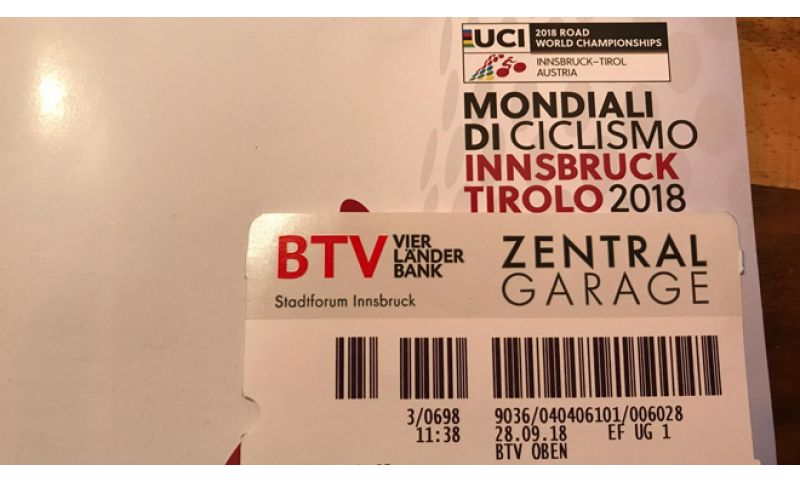 UCI
2018 ROAD
WORLD CHAMPIONSHIPS
INNSBRUCK–TIROL
AUSTRIA
MONDIALI
DI CICLISMO
INNSBRUCK
TIROLO 2018
BTV VIER
LÄNDER
BANK
Stadtforum Innsbruck
ZENTRAL
GARAGE
3/0698 9036/040406101/006028
11:38 28.09.18 EF UG 1
BTV OBEN